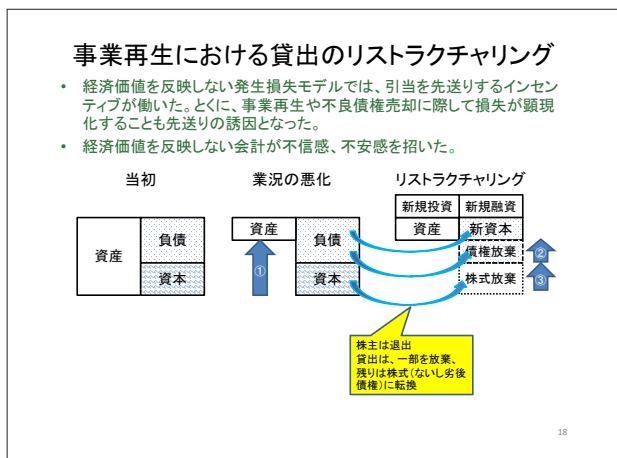 事業再生における貸出のリストラクチャリング
• 経済価値を反映しない発生損失モデルでは、引当を先送りするインセン
ティブが働いた。とくに、事業再生や不良債権売却に際して損失が顕現
化することも先送りの誘因となった。
• 経済価値を反映しない会計が不信感、不安感を招いた。
当初
業況の悪化
リストラクチャリング
新規投資
新規融資
資産
負債
資本
資産
負債
資本
①
資産
新資本
債権放棄
②
株式放棄
③
株主は退出
貸出は、一部を放棄、
残りは株式(ないし劣後
債権)に転換
18